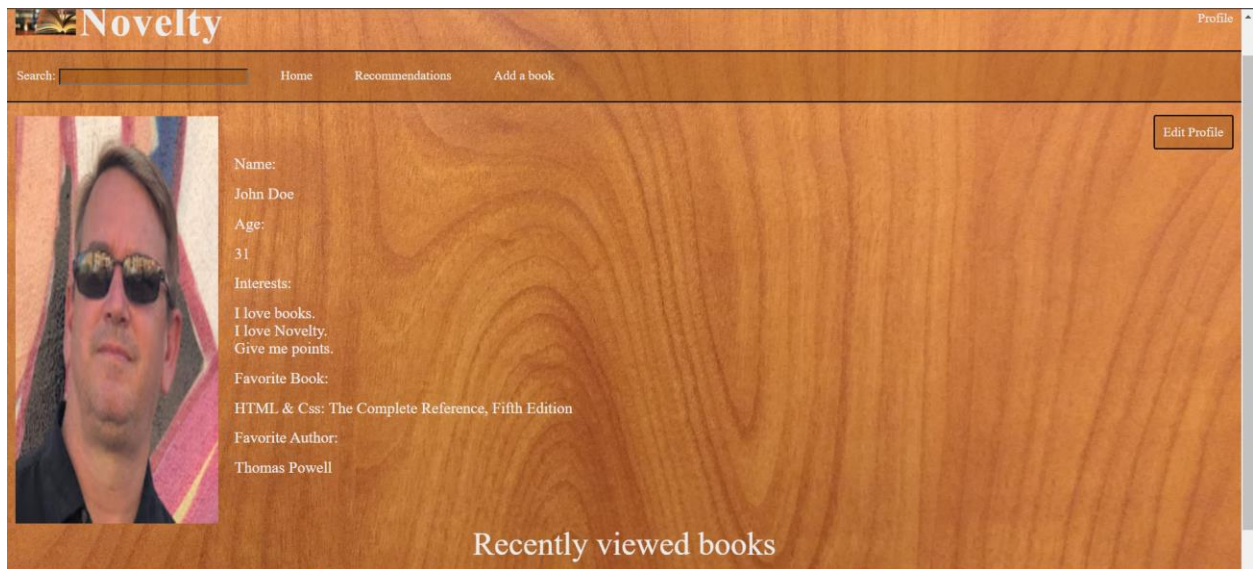 Novelty
Profile
Search:
Home
Recommendations
Add a book
Edit Profile
Name:
John Doe
Age:
31
Interests:
I love books.
I love Novelty.
Give me points.
Favorite Book:
HTML & Css: The Complete Reference, Fifth Edition
Favorite Author:
Thomas Powell
Recently viewed books